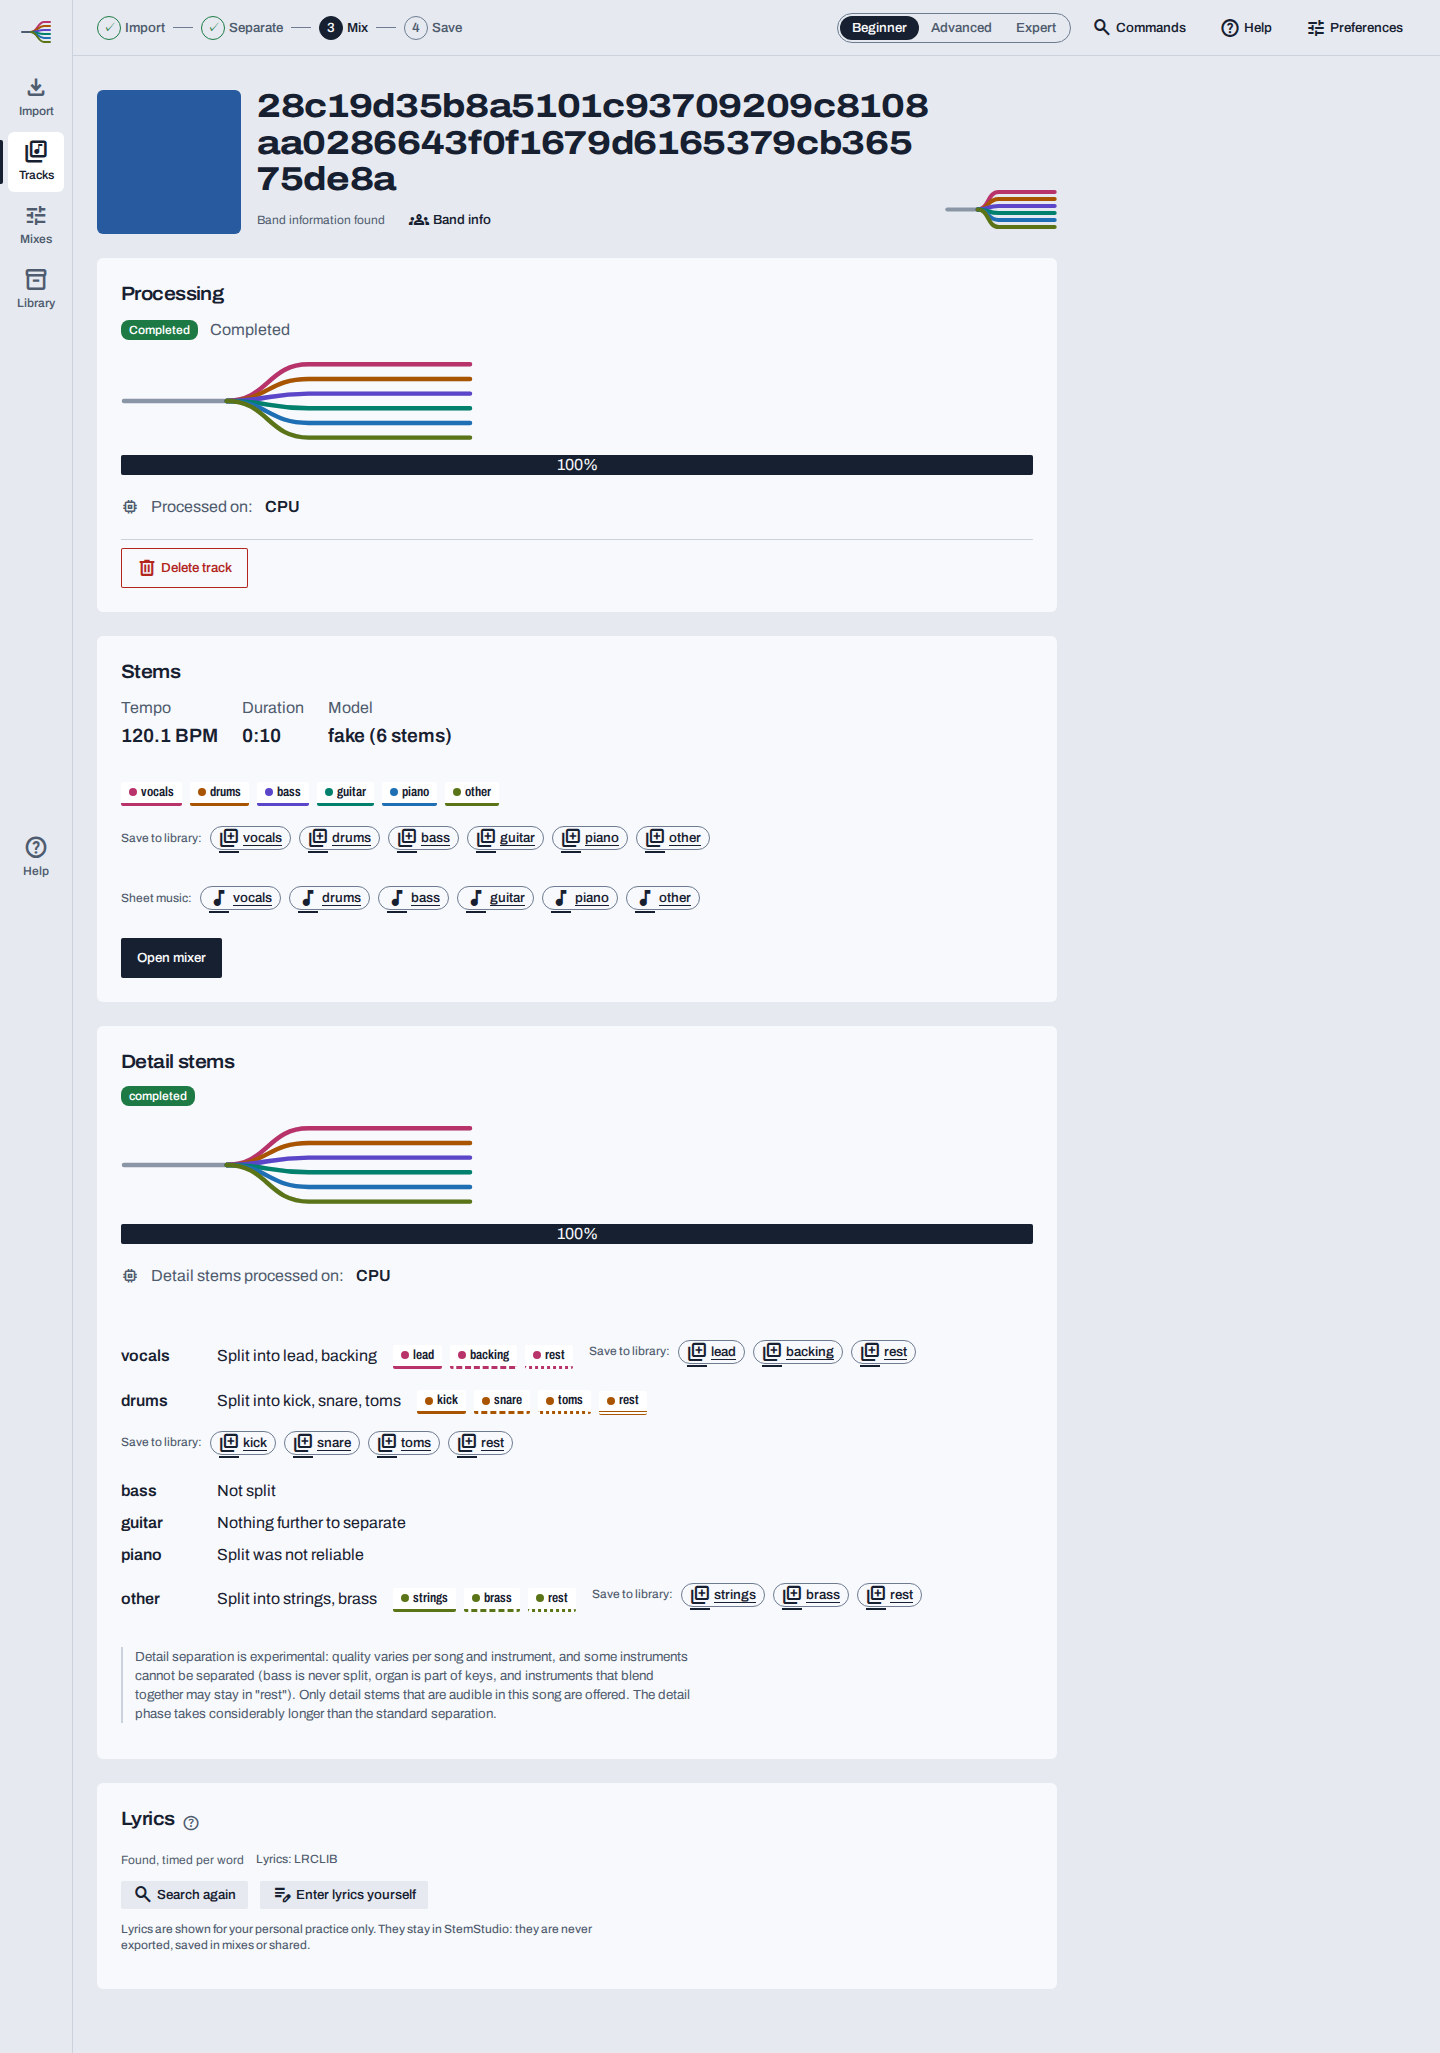 Import
Separate
3 Mix
4 Save
Beginner
Advanced
Expert
Commands
Help
Preferences
Import
Tracks
Mixes
Library
Help
28c19d35b8a5101c93709209c8108
aa0286643f0f1679d6165379cb365
75de8a
Band information found
Band info
Processing
Completed Completed
100%
Processed on: CPU
Delete track
Stems
Tempo Duration Model
120.1 BPM 0:10 fake (6 stems)
vocals drums bass guitar piano other
Save to library: vocals drums bass guitar piano other
Sheet music: vocals drums bass guitar piano other
Open mixer
Detail stems
completed
100%
Detail stems processed on: CPU
vocals Split into lead, backing lead backing rest Save to library: lead backing rest
drums Split into kick, snare, toms kick snare toms rest
Save to library: kick snare toms rest
bass Not split
guitar Nothing further to separate
piano Split was not reliable
other Split into strings, brass strings brass rest Save to library: strings brass rest
Detail separation is experimental: quality varies per song and instrument, and some instruments
cannot be separated (bass is never split, organ is part of keys, and instruments that blend
together may stay in "rest"). Only detail stems that are audible in this song are offered. The detail
phase takes considerably longer than the standard separation.
Lyrics
Found, timed per word Lyrics: LRCLIB
Search again Enter lyrics yourself
Lyrics are shown for your personal practice only. They stay in StemStudio: they are never
exported, saved in mixes or shared.